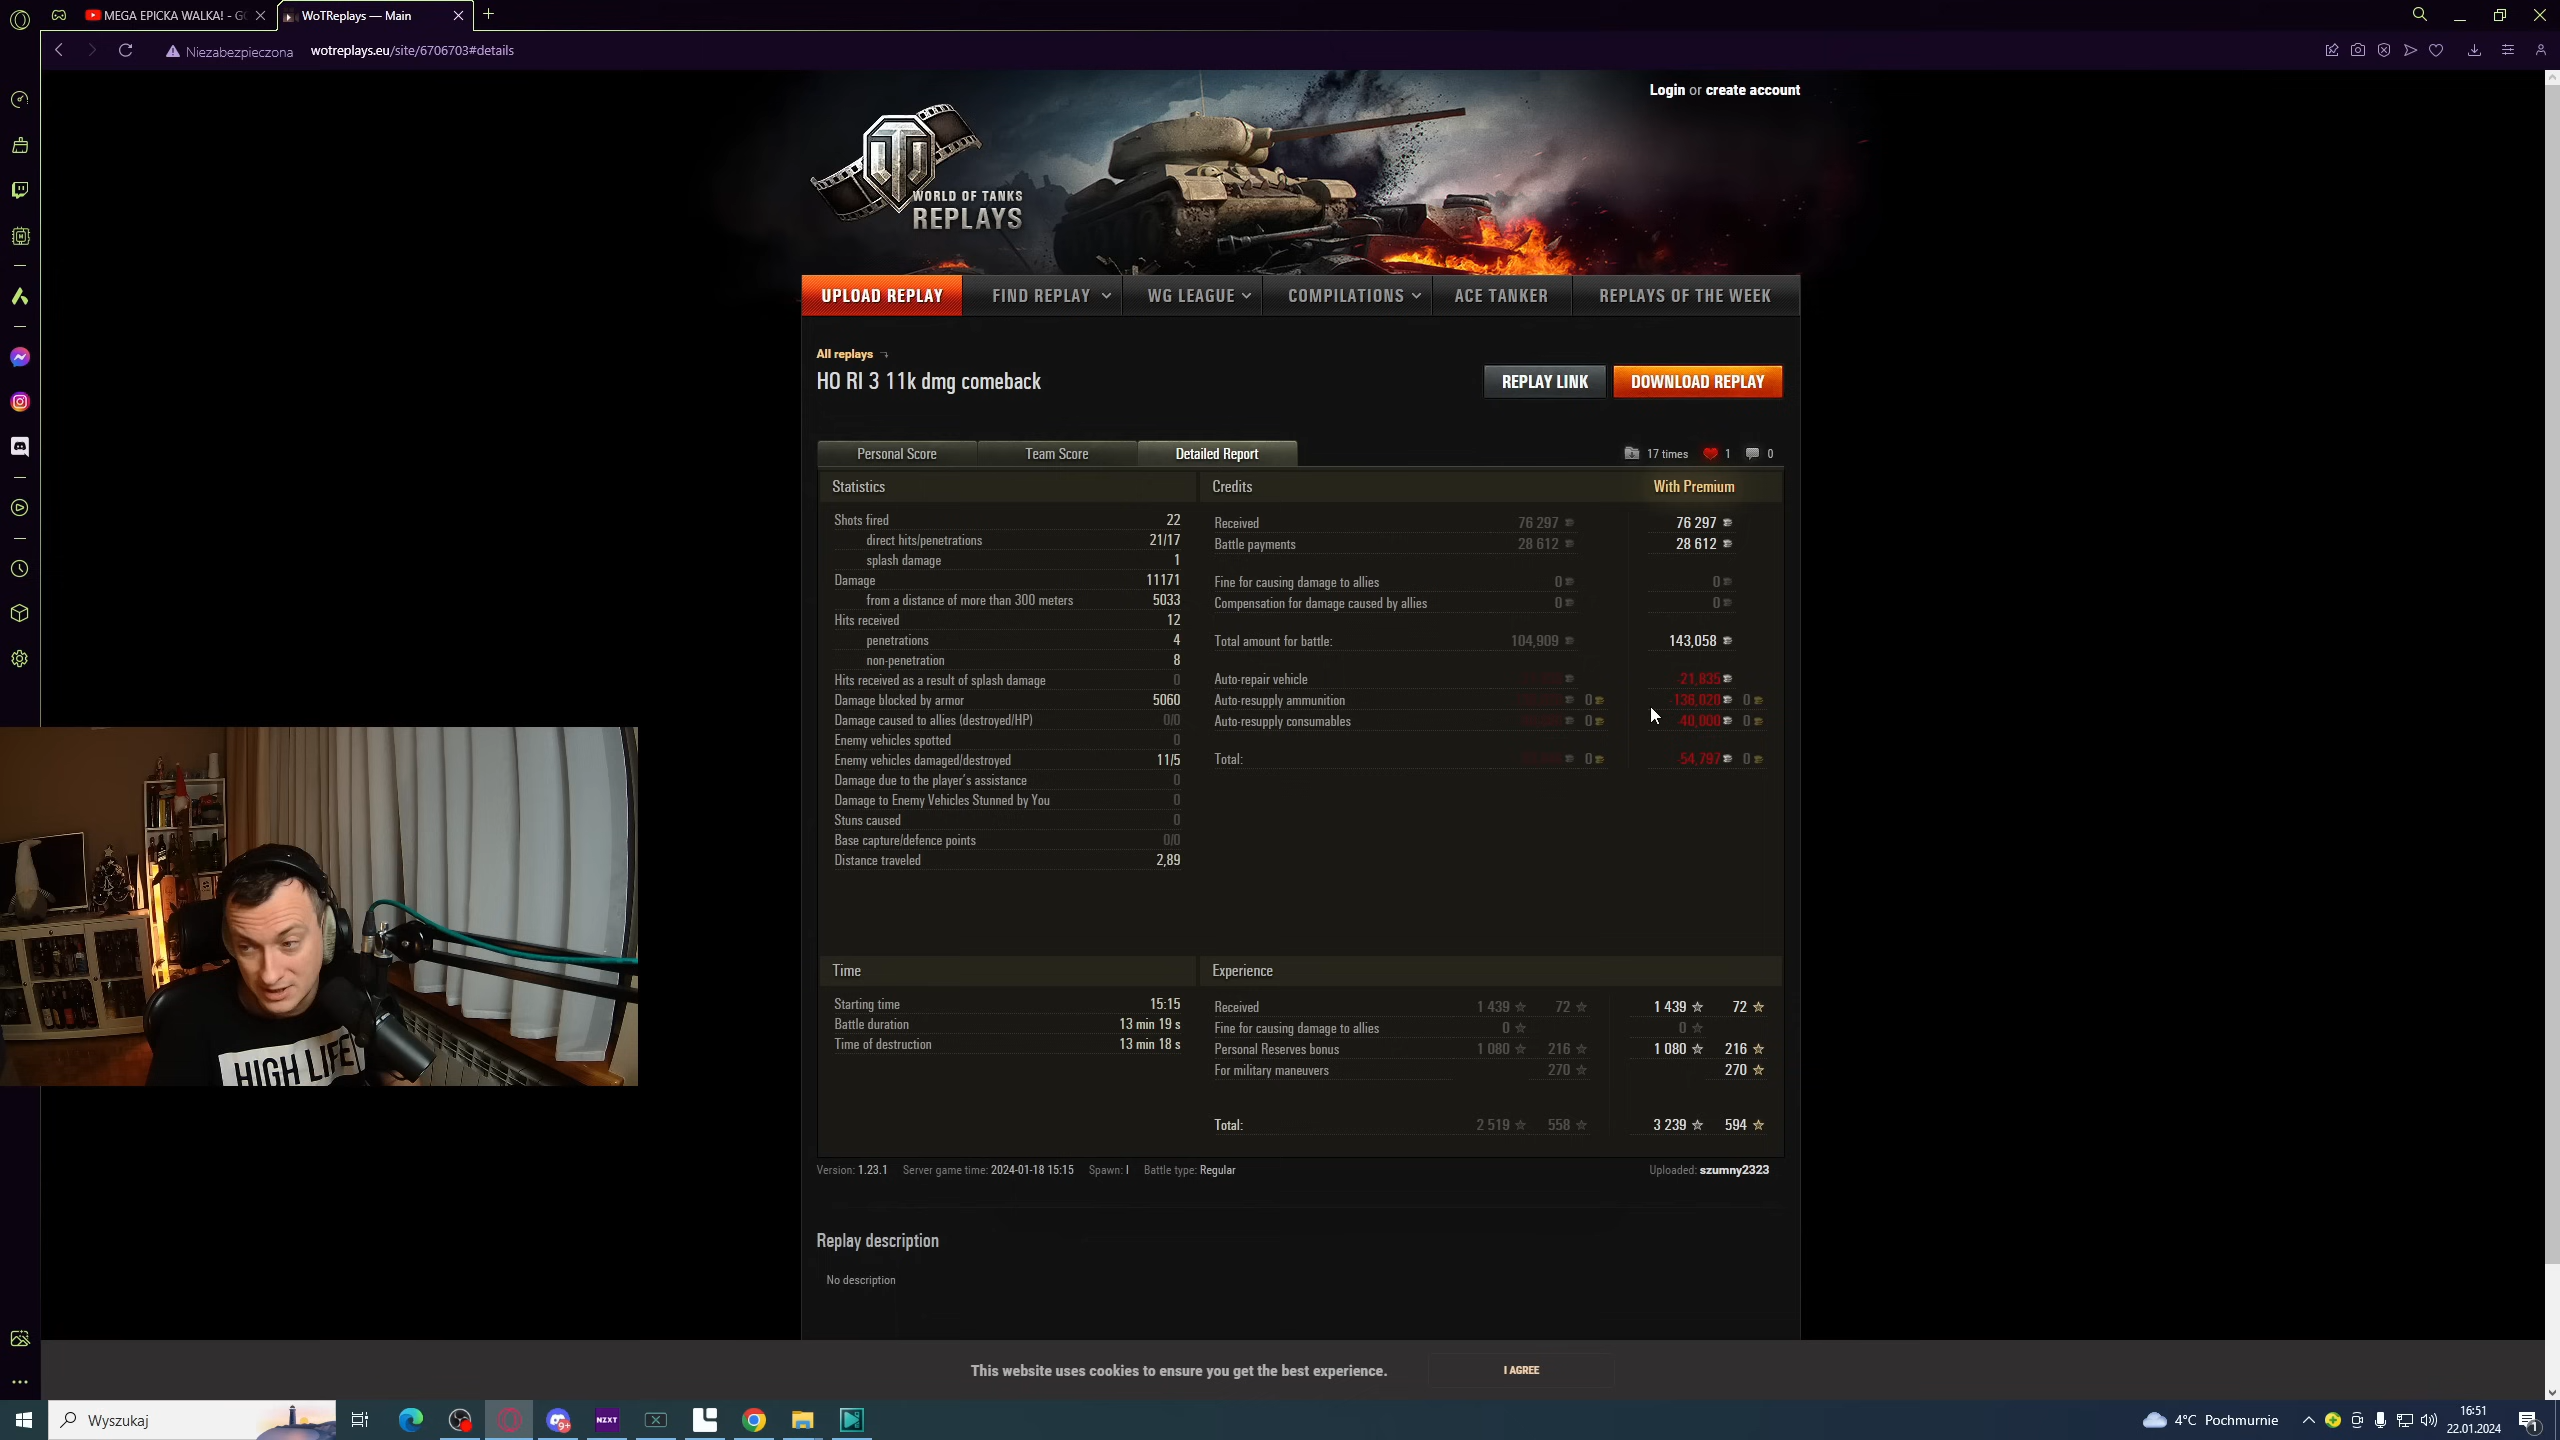 MEGA EPICKA WALKA! - GO
WoTReplays — Main
Niezabezpieczona
wotreplays.eu/site/6706703#details
Login or create account
WORLD OF TANKS
REPLAYS
UPLOAD REPLAY
FIND REPLAY
WG LEAGUE
COMPILATIONS
ACE TANKER
REPLAYS OF THE WEEK
All replays
HO RI 3 11k dmg comeback
REPLAY LINK
DOWNLOAD REPLAY
Personal Score
Team Score
Detailed Report
17 times 1 0
Statistics
Shots fired 22
direct hits/penetrations 21/17
splash damage 1
Damage 11171
from a distance of more than 300 meters 5033
Hits received 12
penetrations 4
non-penetration 8
Hits received as a result of splash damage 0
Damage blocked by armor 5060
Damage caused to allies (destroyed/HP) 0/0
Enemy vehicles spotted 0
Enemy vehicles damaged/destroyed 11/5
Damage due to the player's assistance 0
Damage to Enemy Vehicles Stunned by You 0
Stuns caused 0
Base capture/defence points 0/0
Distance traveled 2,89
Credits With Premium
Received 76 297 76 297
Battle payments 28 612 28 612
Fine for causing damage to allies 0 0
Compensation for damage caused by allies 0 0
Total amount for battle: 104,909 143,058
Auto-repair vehicle -21,835
Auto-resupply ammunition 0 -136,020 0
Auto-resupply consumables 0 -40,000 0
Total: 0 -54,797 0
Time
Starting time 15:15
Battle duration 13 min 19 s
Time of destruction 13 min 18 s
Experience
Received 1 439 72 1 439 72
Fine for causing damage to allies 0 0
Personal Reserves bonus 1 080 216 1 080 216
For military maneuvers 270 270
Total: 2 519 558 3 239 594
Version: 1.23.1 Server game time: 2024-01-18 15:15 Spawn: I Battle type: Regular
Uploaded: szumny2323
Replay description
No description
HIGH LIFE
This website uses cookies to ensure you get the best experience.
I AGREE
Wyszukaj
9+
NZXT
4°C Pochmurnie
16:51
22.01.2024
1